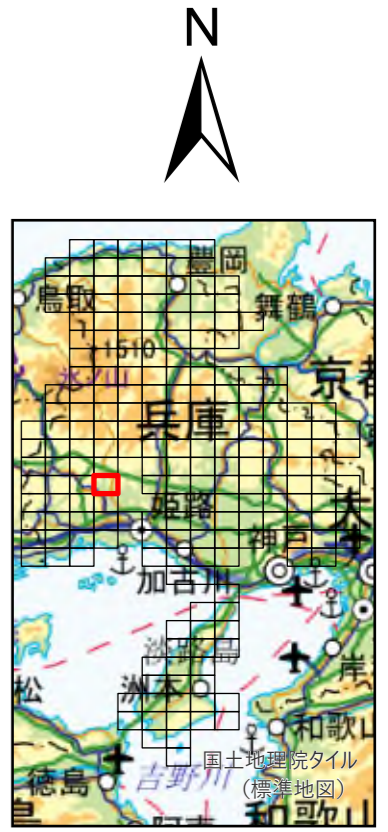 N
豊岡
鳥取
舞鶴
1510
氷ノ山
京都
兵庫
姫路
大
神戸
加古川
淡路島
岸
松
洲本
和歌山
国土地理院タイル
徳島
吉野川
(標準地図)
島
和歌山